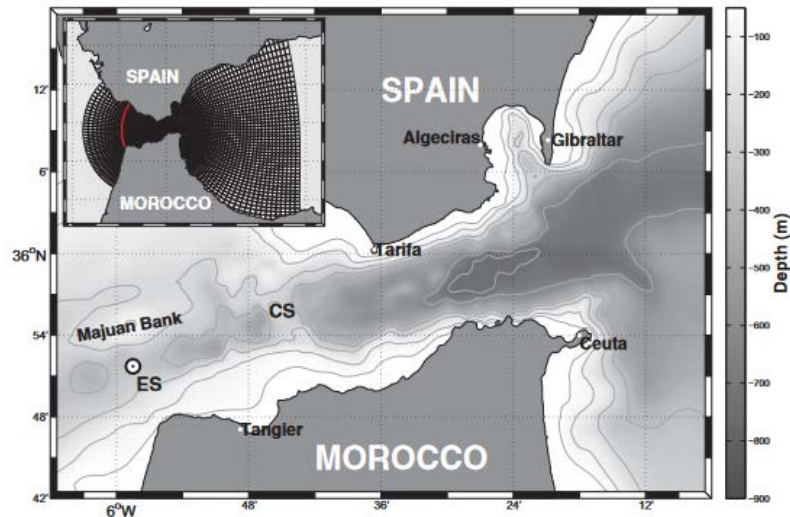 SPAIN
MOROCCO
SPAIN
Algeciras
Gibraltar
Tarifa
CS
Majuan Bank
ES
Ceuta
Tangier
MOROCCO
12'
6'
36°N
54'
48'
42'
6°W
48'
36'
24'
12'
-100
-200
-300
-400
-500
-600
-700
-800
-900
Depth (m)